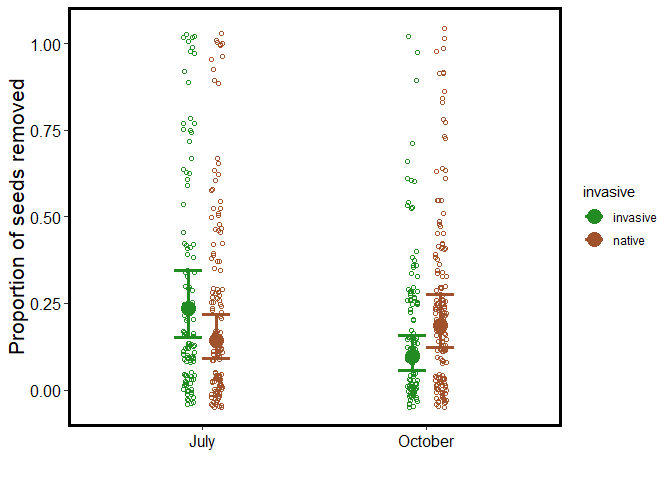 Proportion of seeds removed
1.00
0.75
0.50
0.25
0.00
July October
invasive
invasive
native